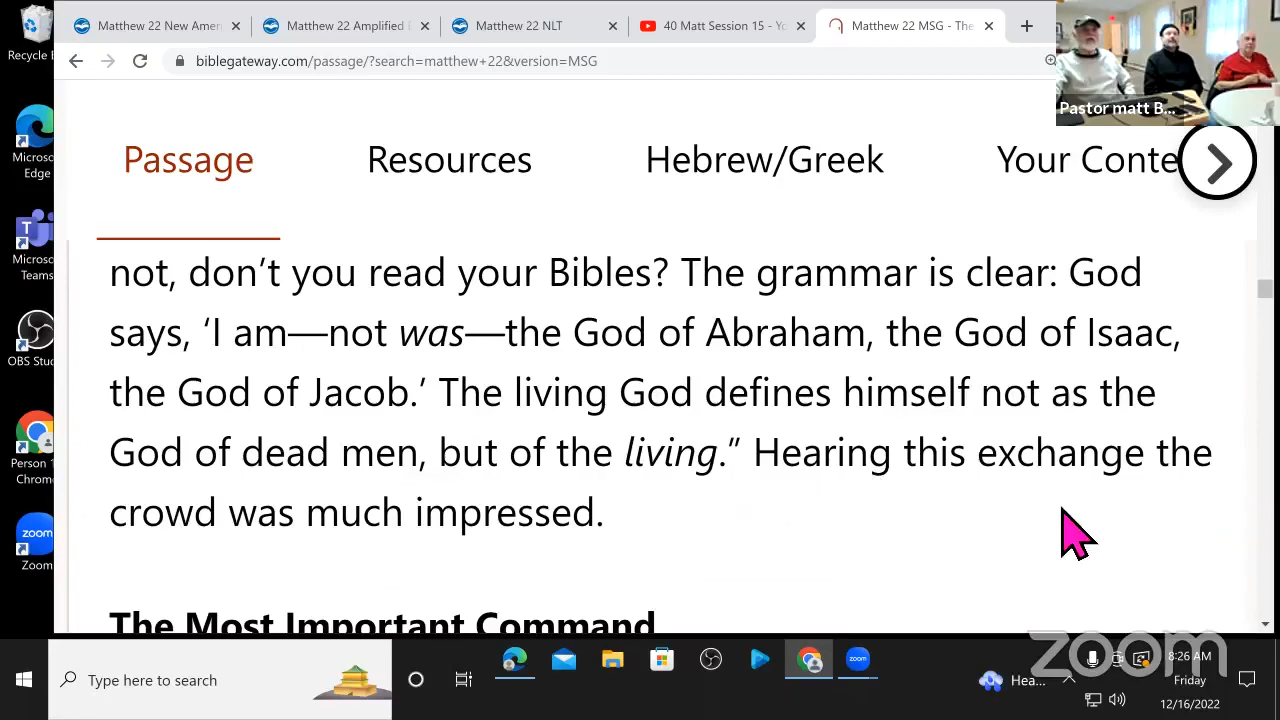 Matthew 22 New Amer
Matthew 22 Amplified
Matthew 22 NLT
40 Matt Session 15 - Yo
Matthew 22 MSG - The
biblegateway.com/passage/?search=matthew+22&version=MSG
Pastor matt B...
Passage
Resources
Hebrew/Greek
Your Conte
not, don’t you read your Bibles? The grammar is clear: God
says, ‘I am—not was—the God of Abraham, the God of Isaac,
the God of Jacob.’ The living God defines himself not as the
God of dead men, but of the living.” Hearing this exchange the
crowd was much impressed.
The Most Important Command
Recycle B
Microso
Edge
Microso
Teams
OBS Stud
Person 1
Chrome
zoom
Zoom
Type here to search
zoom
Hea...
zoom
8:26 AM
Friday
12/16/2022